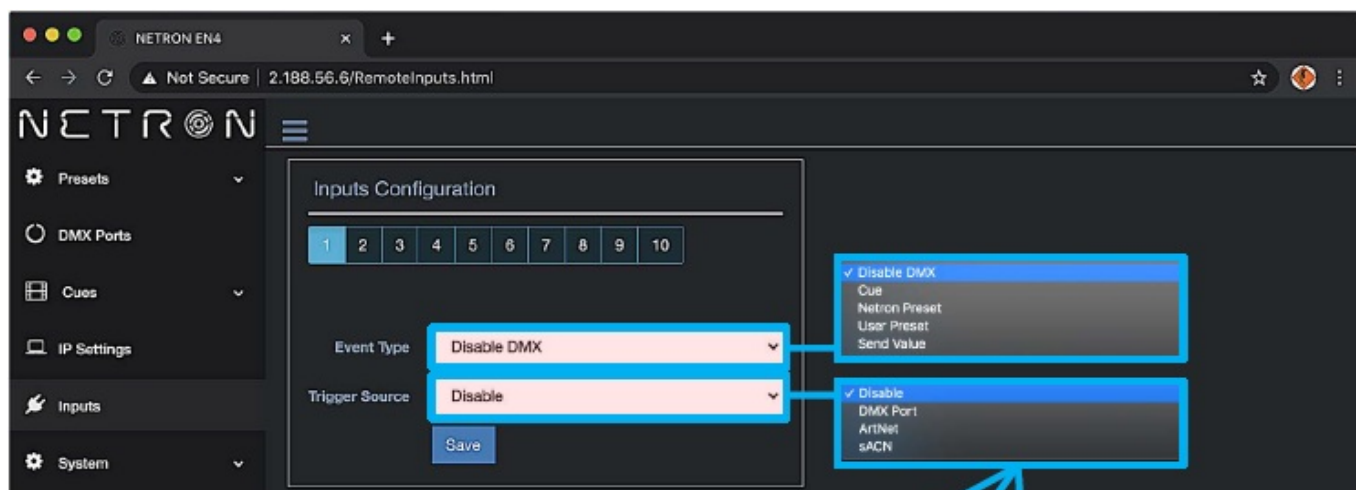 NETRON EN4
Not Secure | 2.188.56.6/RemoteInputs.html
NETRON
Presets
DMX Ports
Cues
IP Settings
Inputs
System
Inputs Configuration
1 2 3 4 5 6 7 8 9 10
Event Type
Disable DMX
Trigger Source
Disable
Save
✓ Disable DMX
Cue
Netron Preset
User Preset
Send Value
✓ Disable
DMX Port
ArtNet
sACN